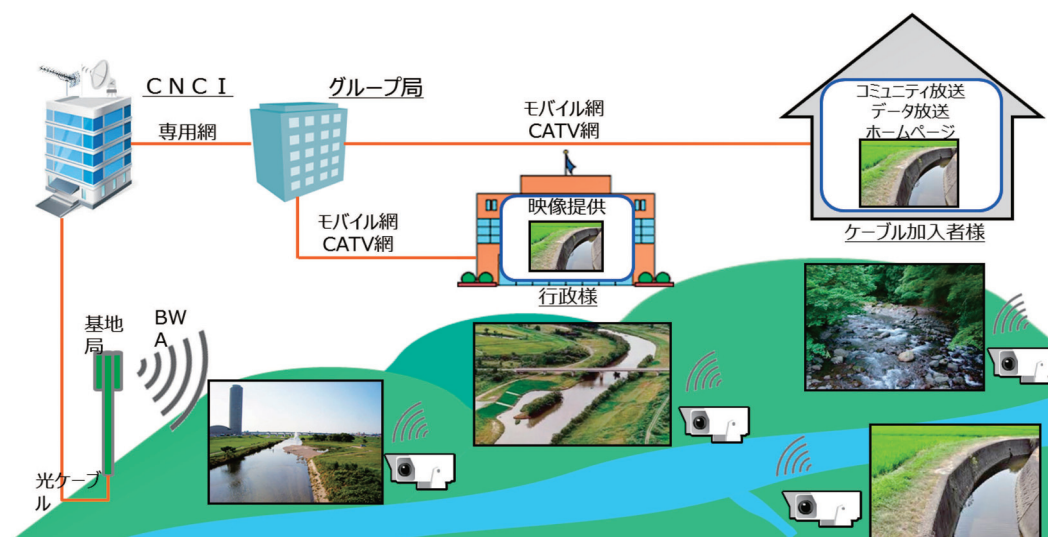 CNCI
グループ局
専用網
モバイル網
CATV網
コミュニティ放送
データ放送
ホームページ
ケーブル加入者様
モバイル網
CATV網
映像提供
行政様
基地
局
BW
A
光ケーブ
ル